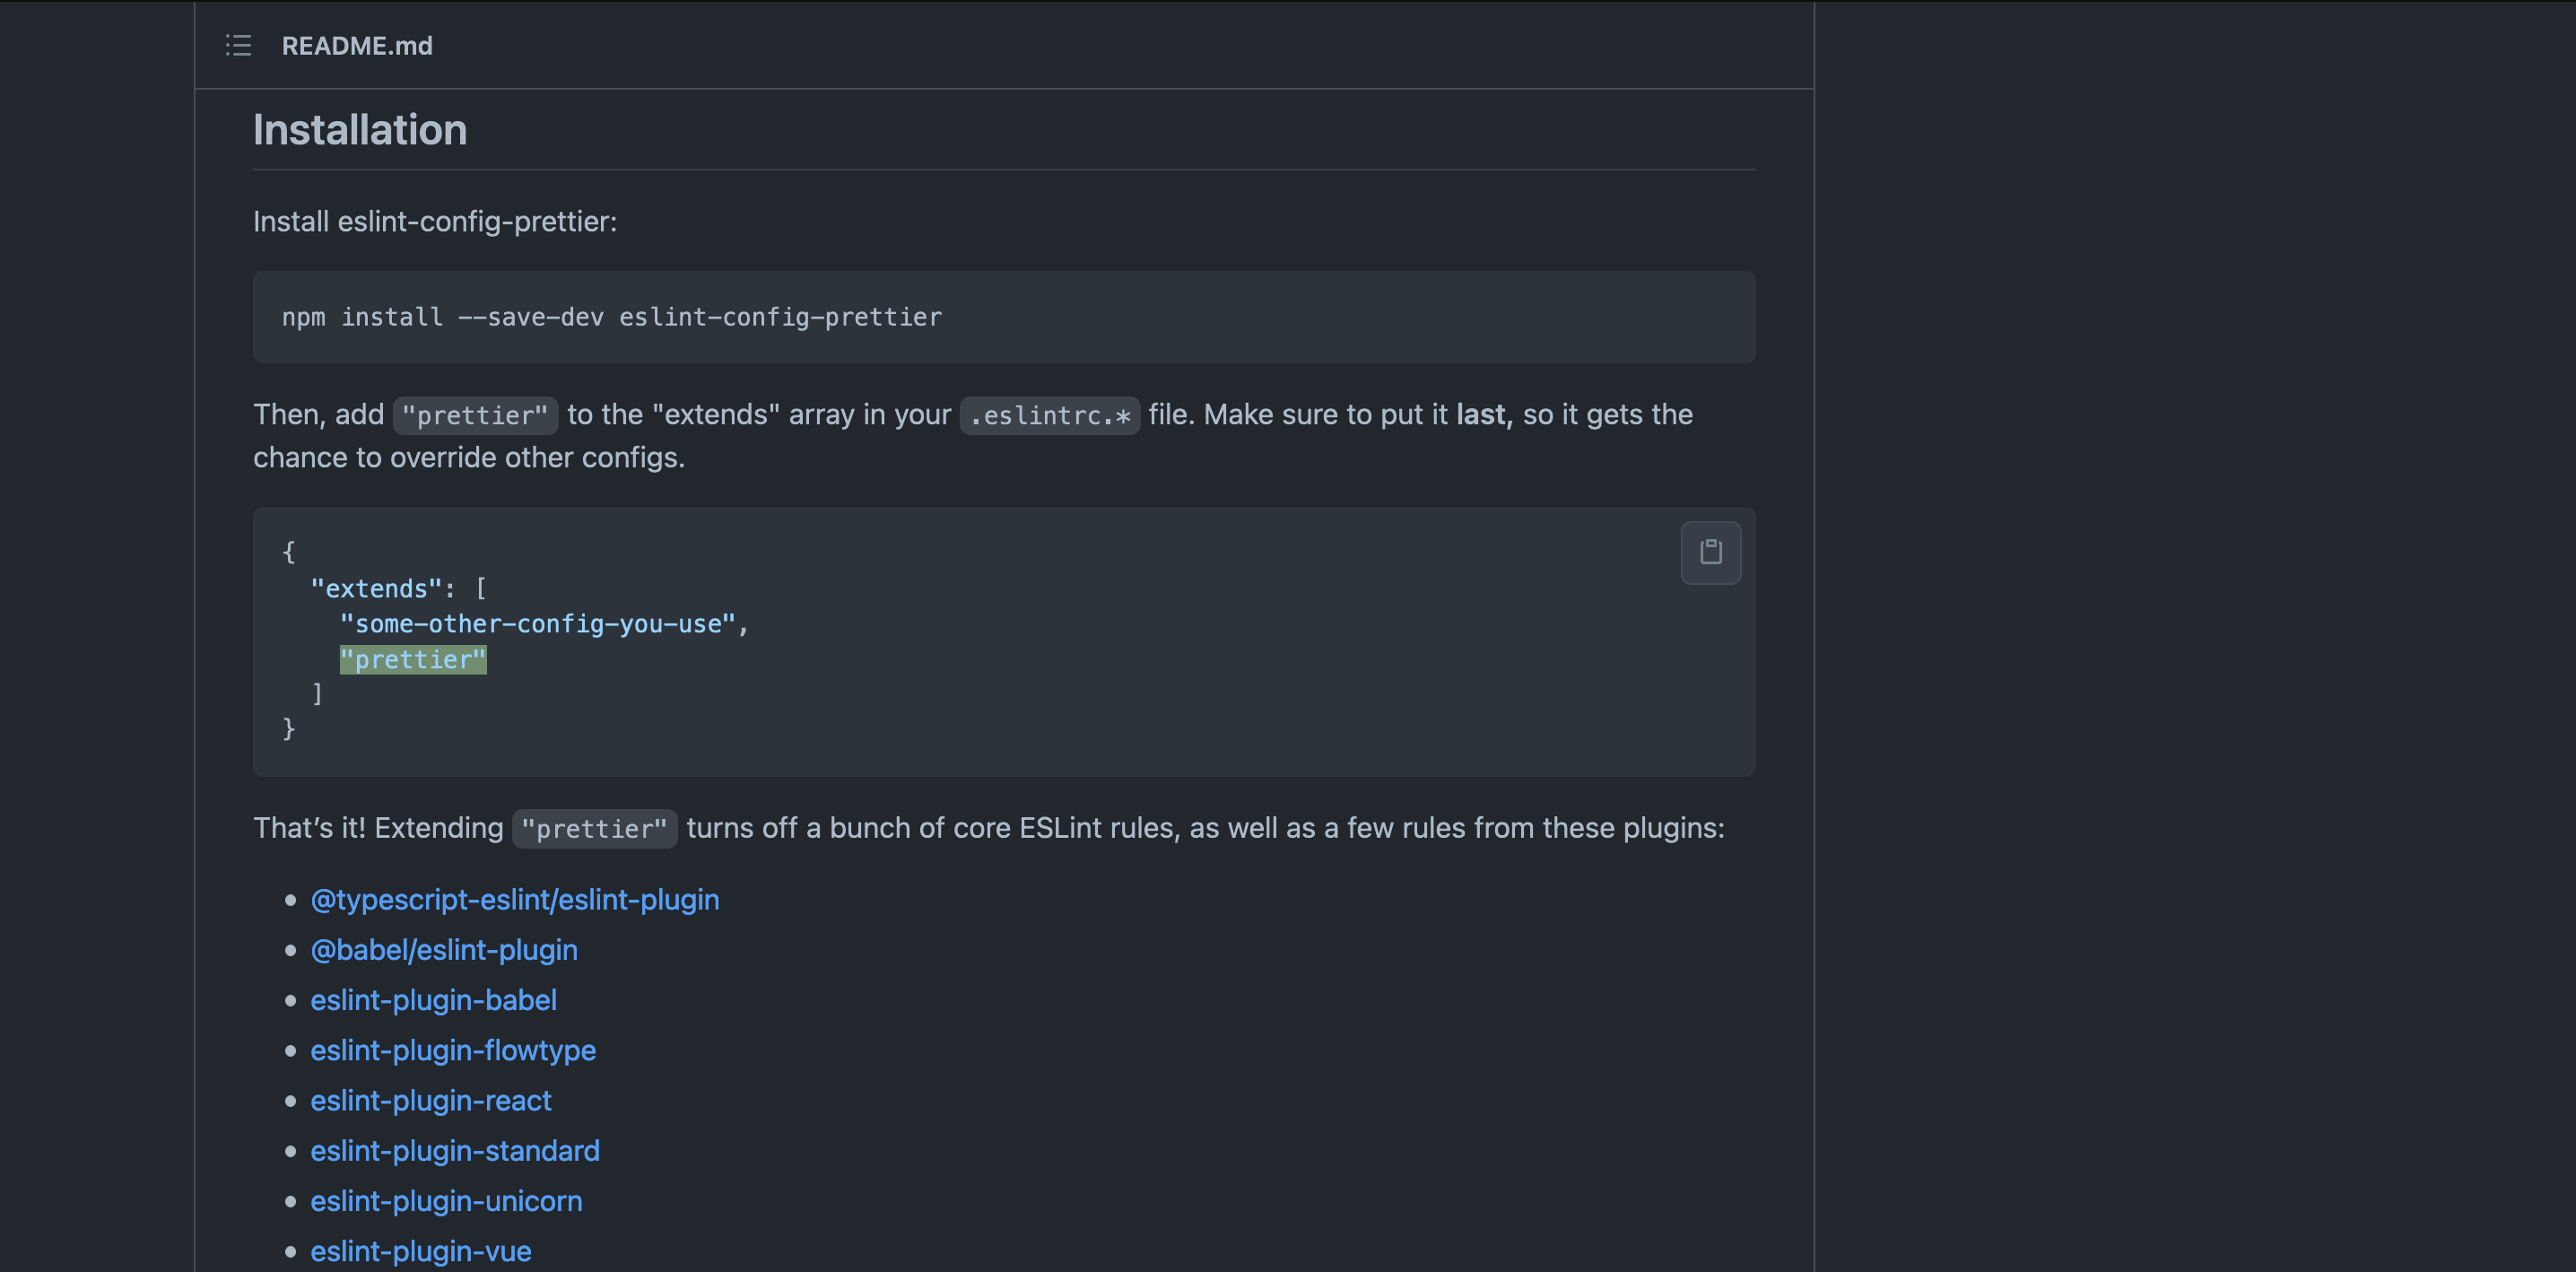 README.md
Installation
Install eslint-config-prettier:
npm install --save-dev eslint-config-prettier
Then, add "prettier" to the "extends" array in your .eslintrc.* file. Make sure to put it last, so it gets the
chance to override other configs.
{
  "extends": [
    "some-other-config-you-use",
    "prettier"
  ]
}
That’s it! Extending "prettier" turns off a bunch of core ESLint rules, as well as a few rules from these plugins:
@typescript-eslint/eslint-plugin
@babel/eslint-plugin
eslint-plugin-babel
eslint-plugin-flowtype
eslint-plugin-react
eslint-plugin-standard
eslint-plugin-unicorn
eslint-plugin-vue